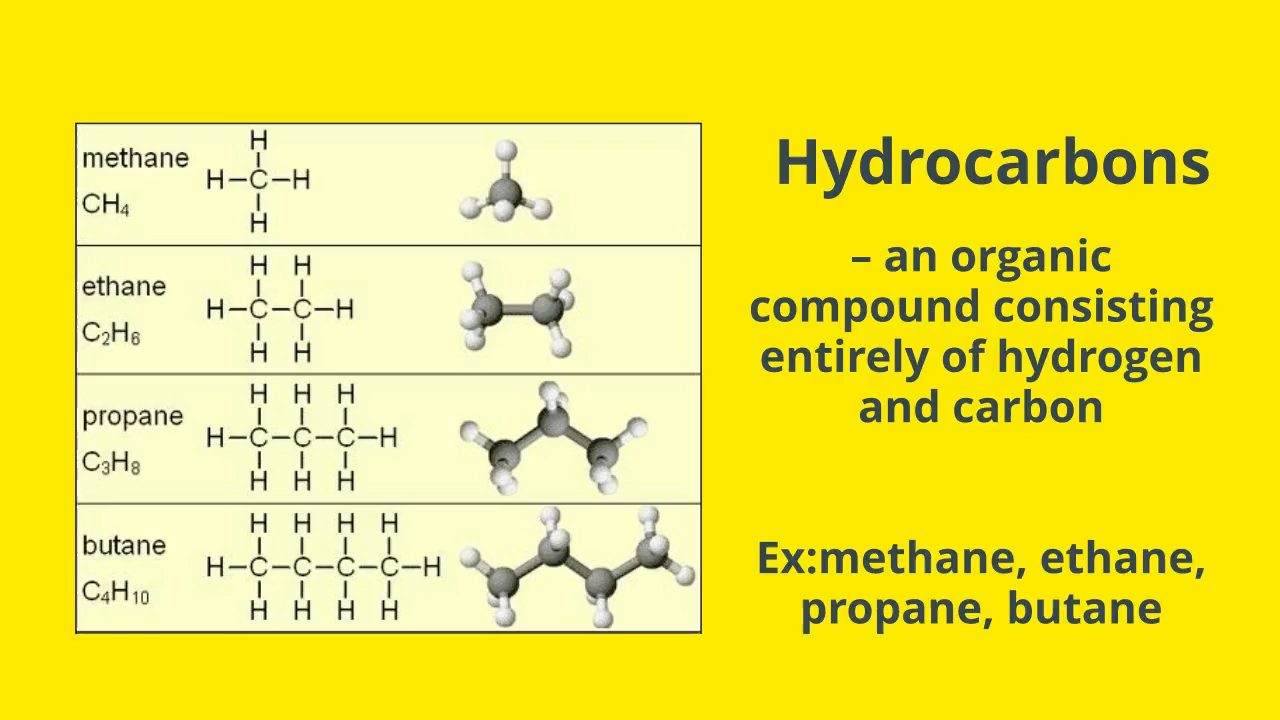 methane
CH₄
H
H–C–H
H
ethane
C₂H₆
H H
H–C–C–H
H H
propane
C₃H₈
H H H
H–C–C–C–H
H H H
butane
C₄H₁₀
H H H H
H–C–C–C–C–H
H H H H
Hydrocarbons
– an organic
compound consisting
entirely of hydrogen
and carbon
Ex:methane, ethane,
propane, butane